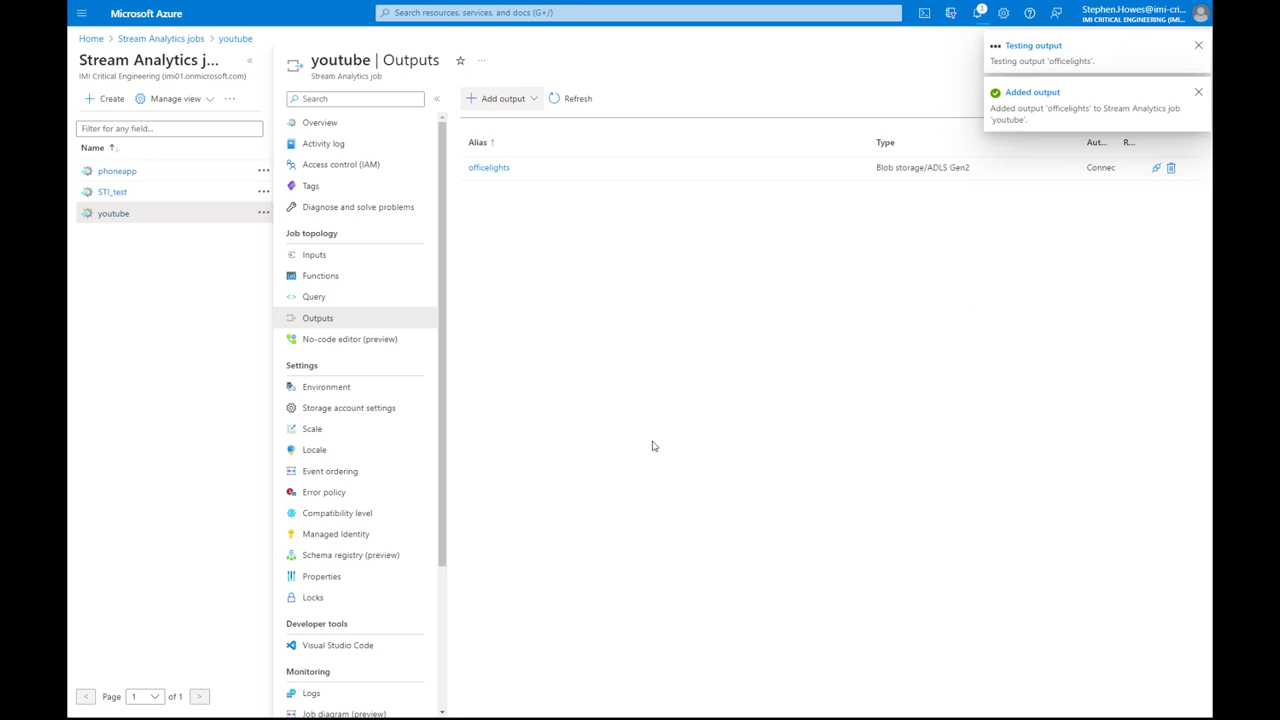 Microsoft Azure
Search resources, services, and docs (G+/)
3
Stephen.Howes@imi-cri...
IMI CRITICAL ENGINEERING (IMI01....
Home > Stream Analytics jobs > youtube
Stream Analytics j... «
IMI Critical Engineering (imi01.onmicrosoft.com)
+ Create Manage view ...
Filter for any field...
Name ↑
phoneapp ...
STI_test ...
youtube ...
< Page 1 of 1 >
youtube | Outputs ☆ ...
Stream Analytics job
Search «
Overview
Activity log
Access control (IAM)
Tags
Diagnose and solve problems
Job topology
Inputs
Functions
Query
Outputs
No-code editor (preview)
Settings
Environment
Storage account settings
Scale
Locale
Event ordering
Error policy
Compatibility level
Managed Identity
Schema registry (preview)
Properties
Locks
Developer tools
Visual Studio Code
Monitoring
Logs
Job diagram (preview)
+ Add output Refresh
Alias ↑ Type Aut... R...
officelights Blob storage/ADLS Gen2 Connec
Testing output
Testing output 'officelights'.
Added output
Added output 'officelights' to Stream Analytics job
'youtube'.